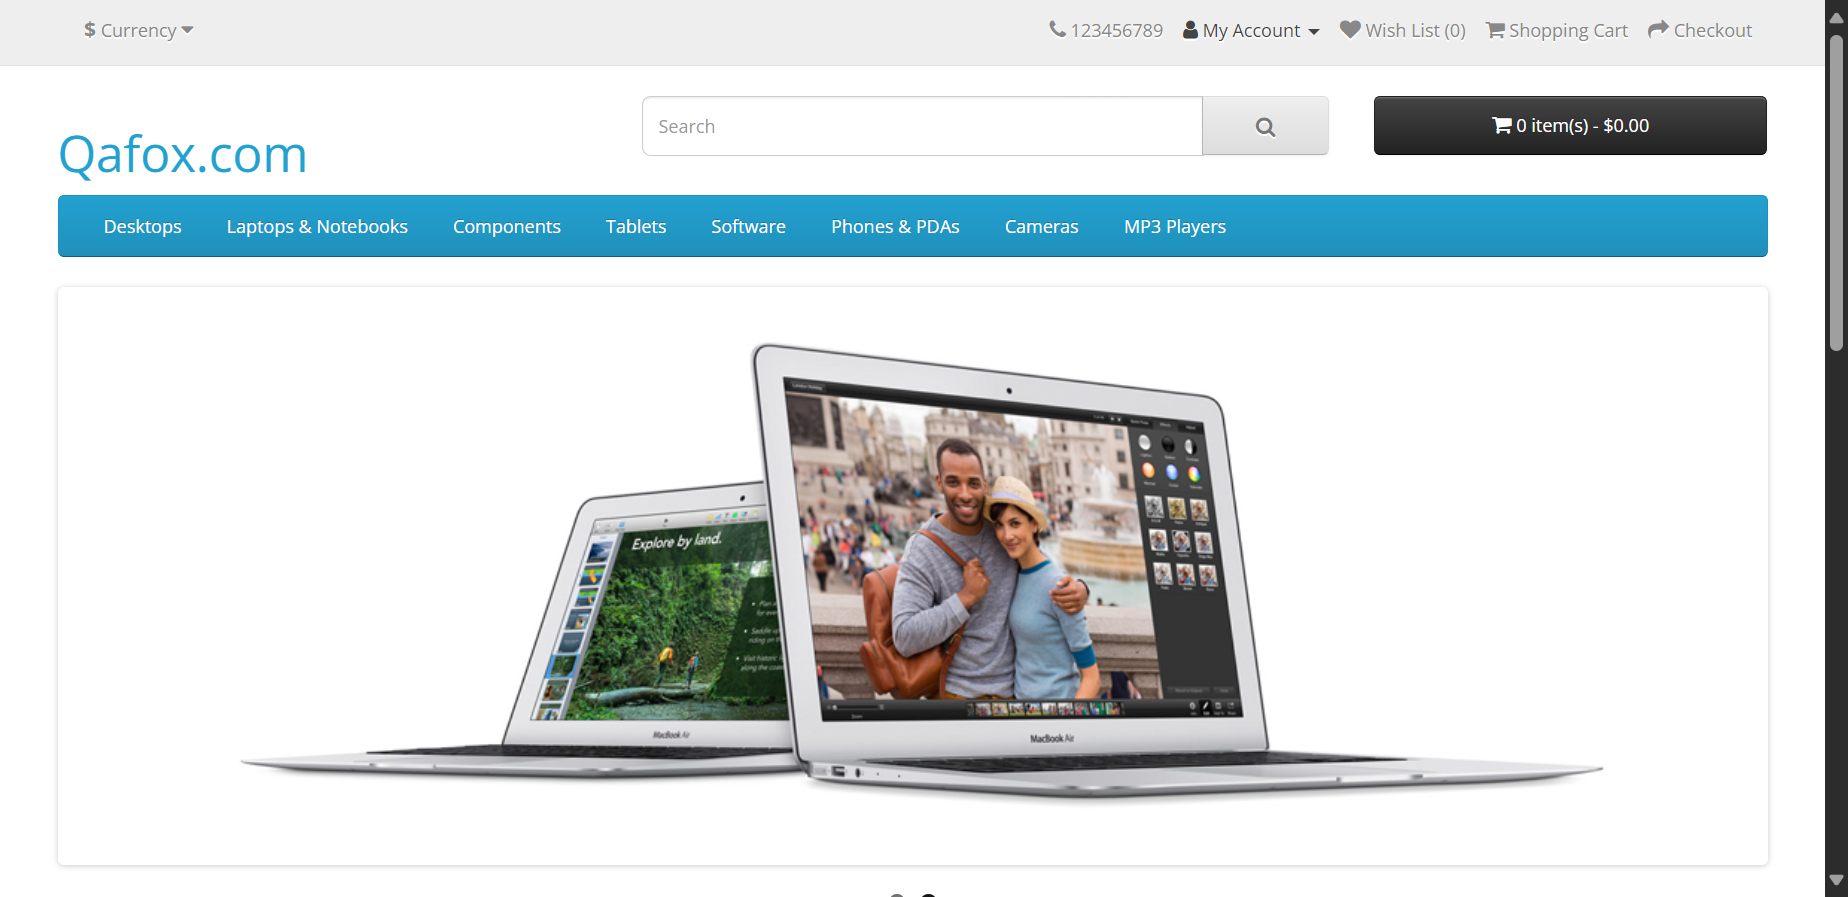 $ Currency
123456789 My Account Wish List (0) Shopping Cart Checkout
Qafox.com
Search
0 item(s) - $0.00
Desktops Laptops & Notebooks Components Tablets Software Phones & PDAs Cameras MP3 Players
Explore by land.
MacBook Air
MacBook Air